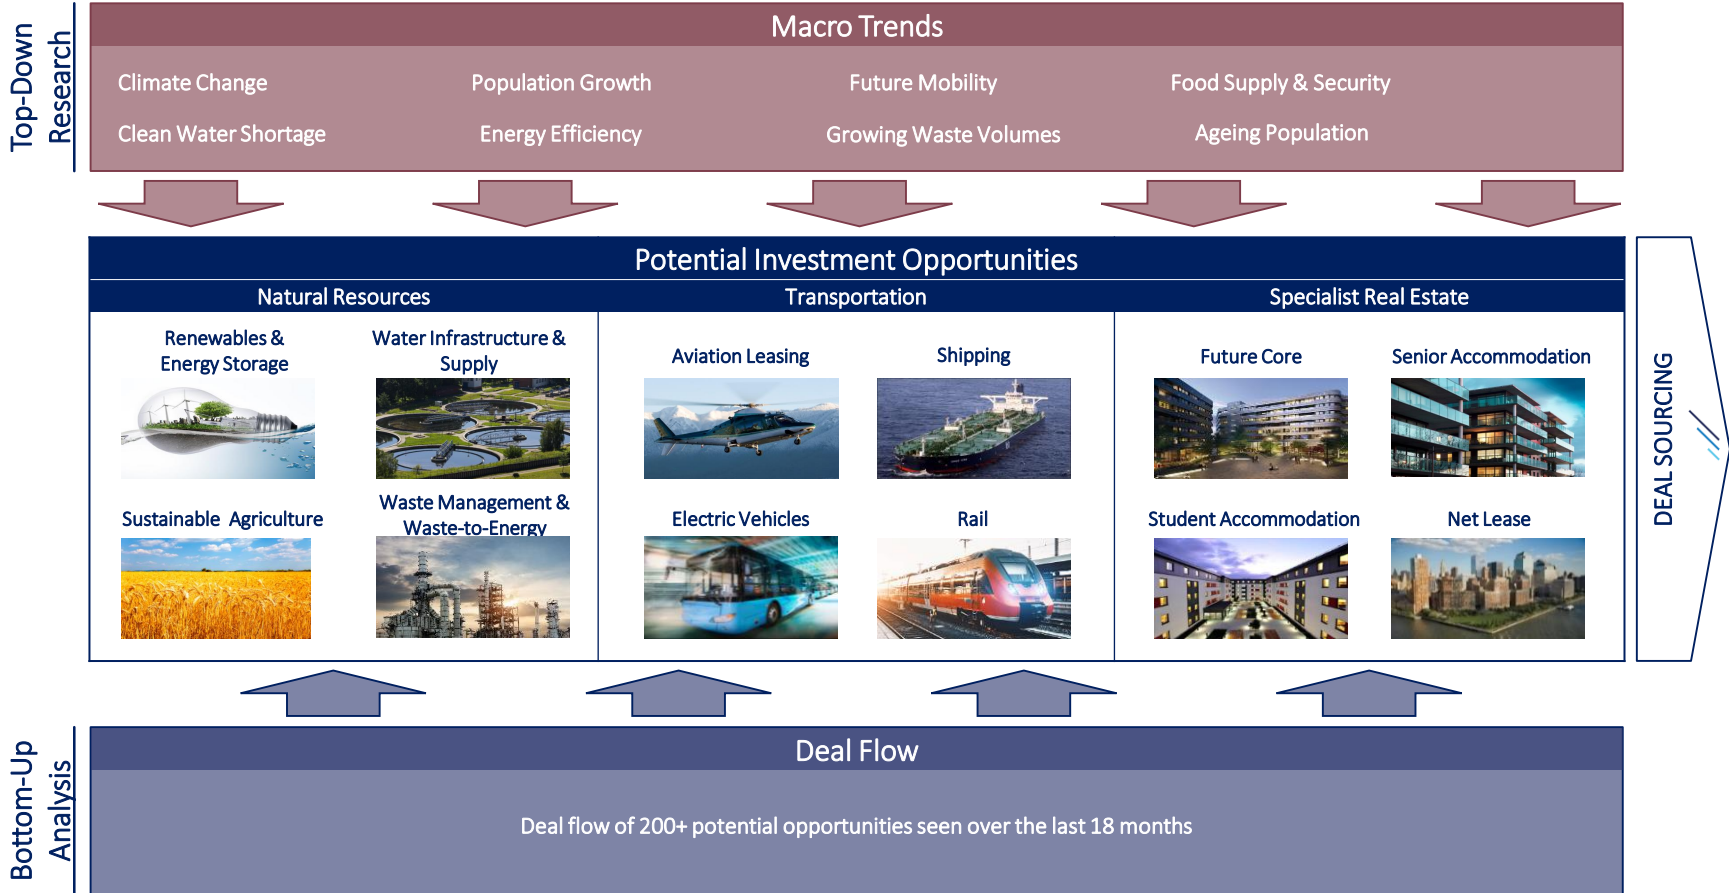 Top-Down
Research
Macro Trends
Climate Change
Population Growth
Future Mobility
Food Supply & Security
Clean Water Shortage
Energy Efficiency
Growing Waste Volumes
Ageing Population
Potential Investment Opportunities
Natural Resources
Transportation
Specialist Real Estate
Renewables &
Energy Storage
Water Infrastructure &
Supply
Aviation Leasing
Shipping
Future Core
Senior Accommodation
Sustainable Agriculture
Waste Management &
Waste-to-Energy
Electric Vehicles
Rail
Student Accommodation
Net Lease
DEAL SOURCING
Bottom-Up
Analysis
Deal Flow
Deal flow of 200+ potential opportunities seen over the last 18 months